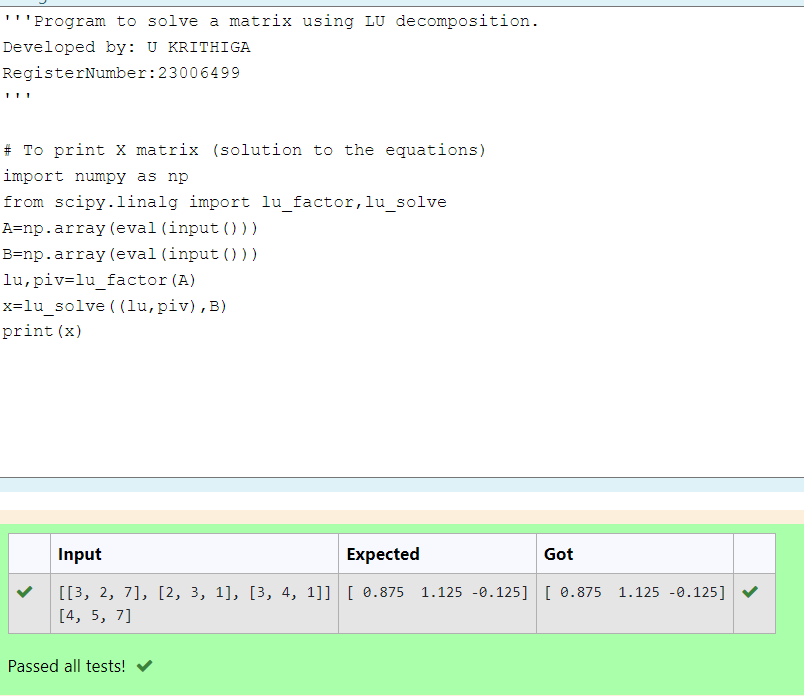 '''Program to solve a matrix using LU decomposition.
Developed by: U KRITHIGA
RegisterNumber:23006499
'''
# To print X matrix (solution to the equations)
import numpy as np
from scipy.linalg import lu_factor,lu_solve
A=np.array(eval(input()))
B=np.array(eval(input()))
lu,piv=lu_factor(A)
x=lu_solve((lu,piv),B)
print(x)
Input Expected Got
[[3, 2, 7], [2, 3, 1], [3, 4, 1]] [ 0.875  1.125 -0.125] [ 0.875  1.125 -0.125]
[4, 5, 7]
Passed all tests!